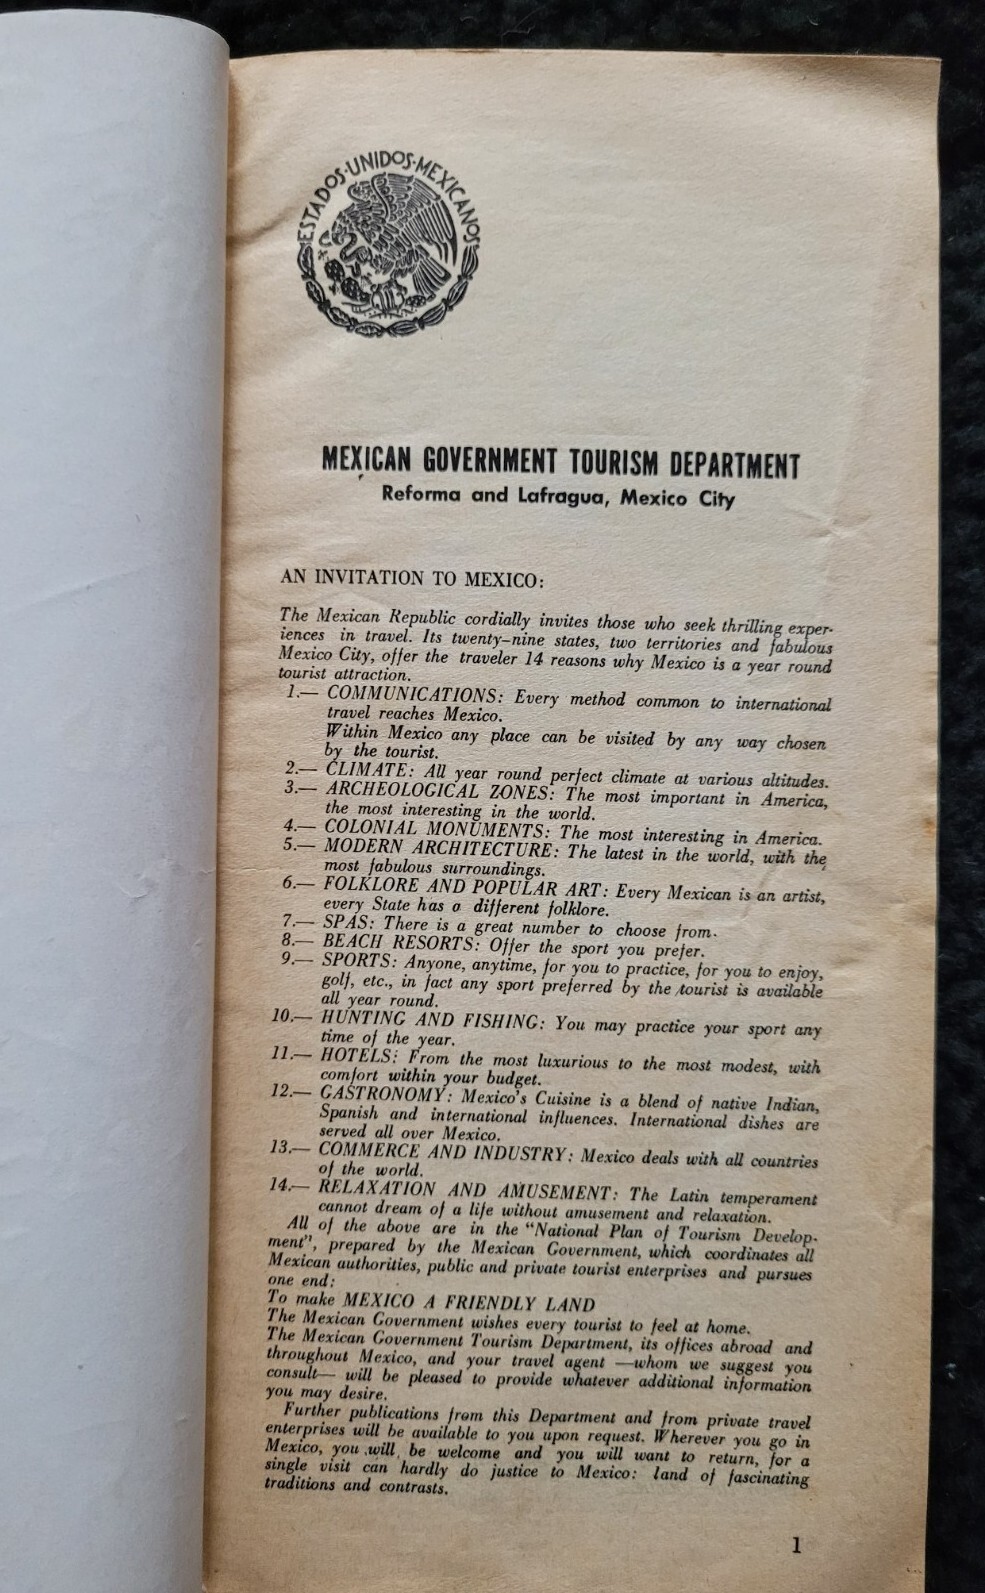 ESTADOS·UNIDOS·MEXICANOS
MEXICAN GOVERNMENT TOURISM DEPARTMENT
Reforma and Lafragua, Mexico City
AN INVITATION TO MEXICO:
The Mexican Republic cordially invites those who seek thrilling exper-
iences in travel. Its twenty-nine states, two territories and fabulous
Mexico City, offer the traveler 14 reasons why Mexico is a year round
tourist attraction.
1.— COMMUNICATIONS: Every method common to international
travel reaches Mexico.
Within Mexico any place can be visited by any way chosen
by the tourist.
2.— CLIMATE: All year round perfect climate at various altitudes.
3.— ARCHEOLOGICAL ZONES: The most important in America,
the most interesting in the world.
4.— COLONIAL MONUMENTS: The most interesting in America.
5.— MODERN ARCHITECTURE: The latest in the world, with the
most fabulous surroundings.
6.— FOLKLORE AND POPULAR ART: Every Mexican is an artist,
every State has a different folklore.
7.— SPAS: There is a great number to choose from.
8.— BEACH RESORTS: Offer the sport you prefer.
9.— SPORTS: Anyone, anytime, for you to practice, for you to enjoy,
golf, etc., in fact any sport preferred by the tourist is available
all year round.
10.— HUNTING AND FISHING: You may practice your sport any
time of the year.
11.— HOTELS: From the most luxurious to the most modest, with
comfort within your budget.
12.— GASTRONOMY: Mexico's Cuisine is a blend of native Indian,
Spanish and international influences. International dishes are
served all over Mexico.
13.— COMMERCE AND INDUSTRY: Mexico deals with all countries
of the world.
14.— RELAXATION AND AMUSEMENT: The Latin temperament
cannot dream of a life without amusement and relaxation.
All of the above are in the "National Plan of Tourism Develop-
ment", prepared by the Mexican Government, which coordinates all
Mexican authorities, public and private tourist enterprises and pursues
one end:
To make MEXICO A FRIENDLY LAND
The Mexican Government wishes every tourist to feel at home.
The Mexican Government Tourism Department, its offices abroad and
throughout Mexico, and your travel agent —whom we suggest you
consult— will be pleased to provide whatever additional information
you may desire.
Further publications from this Department and from private travel
enterprises will be available to you upon request. Wherever you go in
Mexico, you will be welcome and you will want to return, for a
single visit can hardly do justice to Mexico: land of fascinating
traditions and contrasts.
1